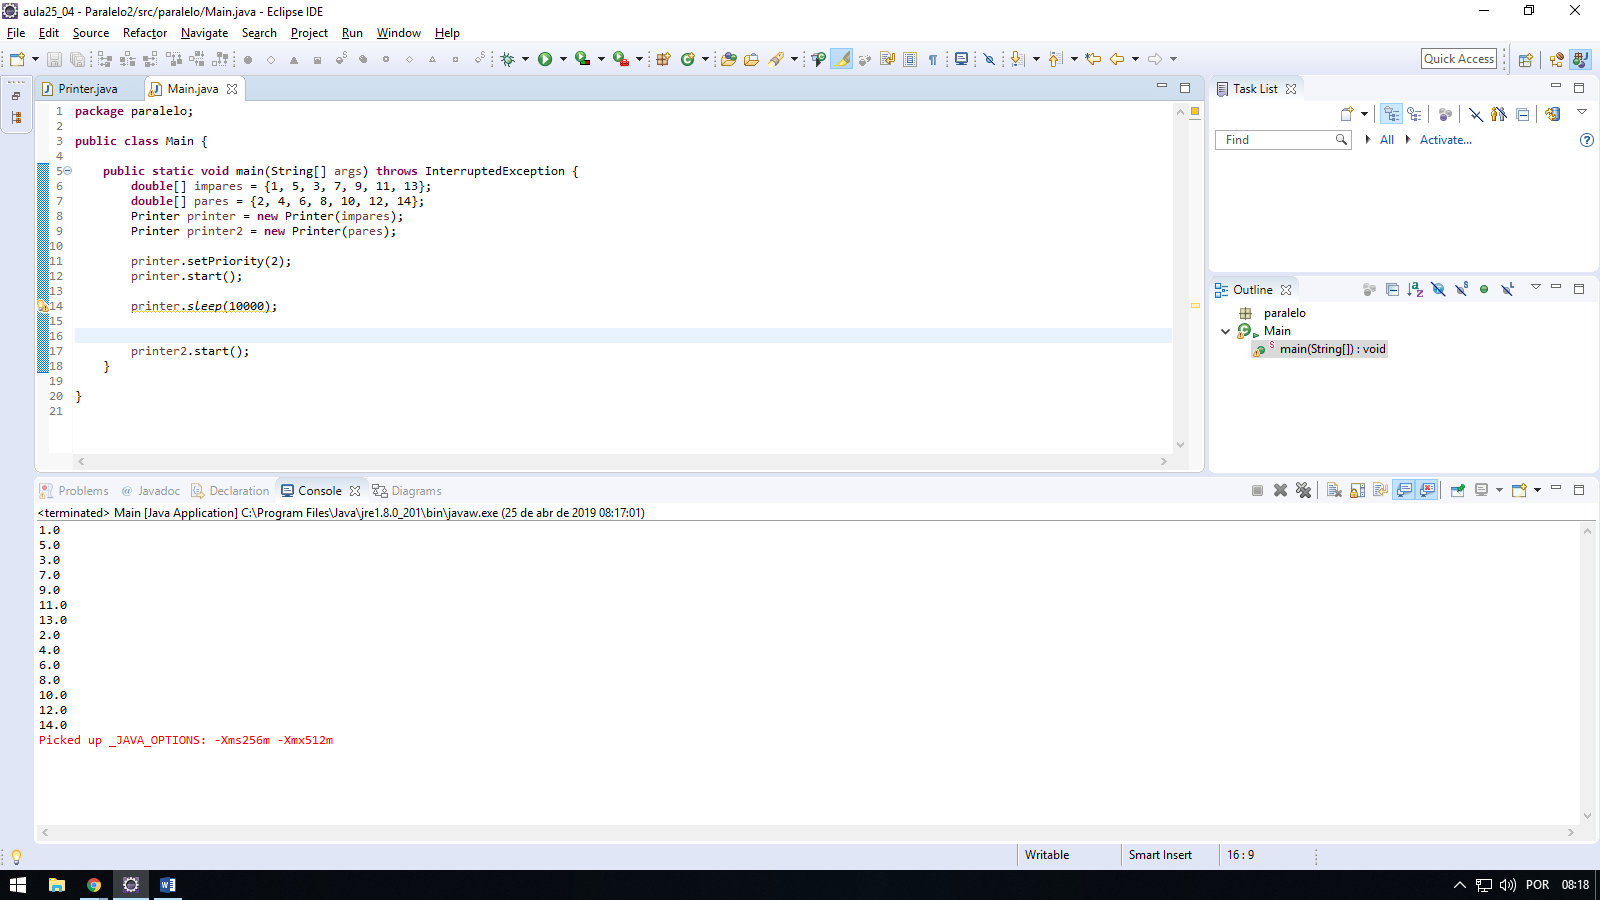 aula25_04 - Paralelo2/src/paralelo/Main.java - Eclipse IDE
File Edit Source Refactor Navigate Search Project Run Window Help
Quick Access
Printer.java Main.java
1 package paralelo;
2
3 public class Main {
4
5 public static void main(String[] args) throws InterruptedException {
6 double[] impares = {1, 5, 3, 7, 9, 11, 13};
7 double[] pares = {2, 4, 6, 8, 10, 12, 14};
8 Printer printer = new Printer(impares);
9 Printer printer2 = new Printer(pares);
10
11 printer.setPriority(2);
12 printer.start();
13
14 printer.sleep(10000);
15
16
17 printer2.start();
18 }
19
20 }
21
Task List
Find All Activate...
Outline
paralelo
Main
main(String[]) : void
Problems @ Javadoc Declaration Console Diagrams
<terminated> Main [Java Application] C:\Program Files\Java\jre1.8.0_201\bin\javaw.exe (25 de abr de 2019 08:17:01)
1.0
5.0
3.0
7.0
9.0
11.0
13.0
2.0
4.0
6.0
8.0
10.0
12.0
14.0
Picked up _JAVA_OPTIONS: -Xms256m -Xmx512m
Writable Smart Insert 16 : 9
POR 08:18